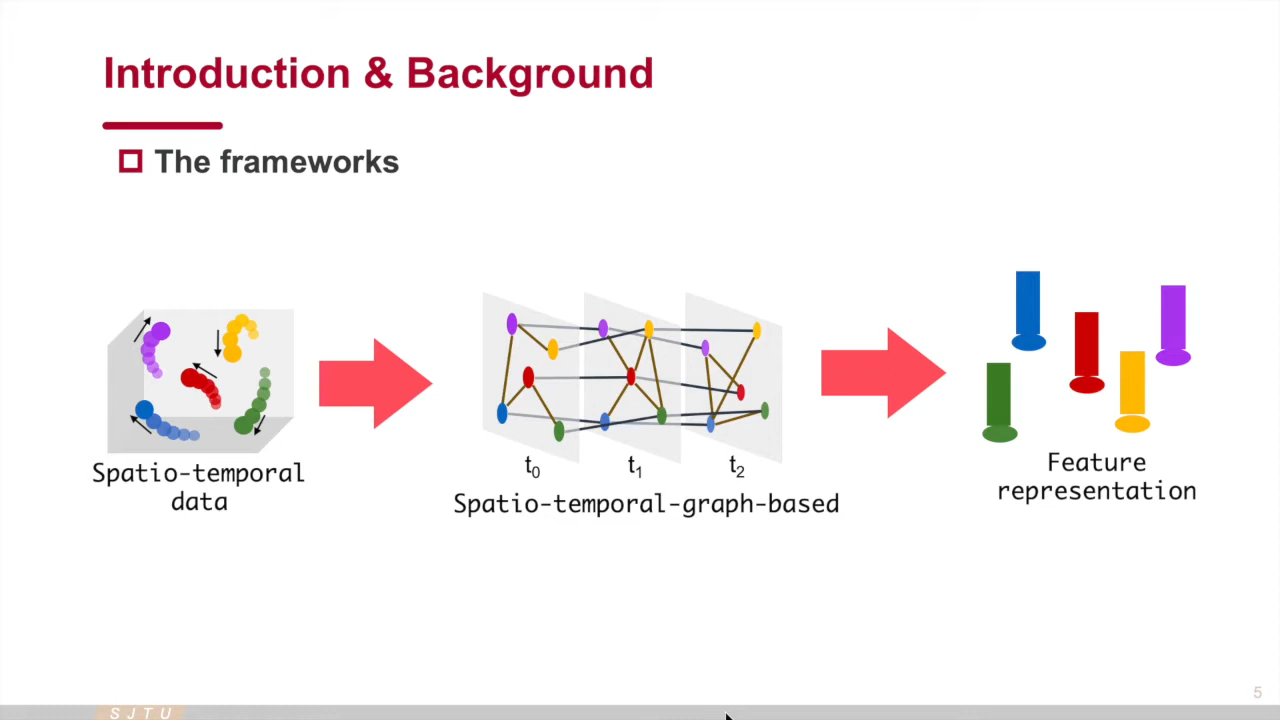 Introduction & Background
The frameworks
Spatio-temporal
data
t0
t1
t2
Spatio-temporal-graph-based
Feature
representation
5
SJTU